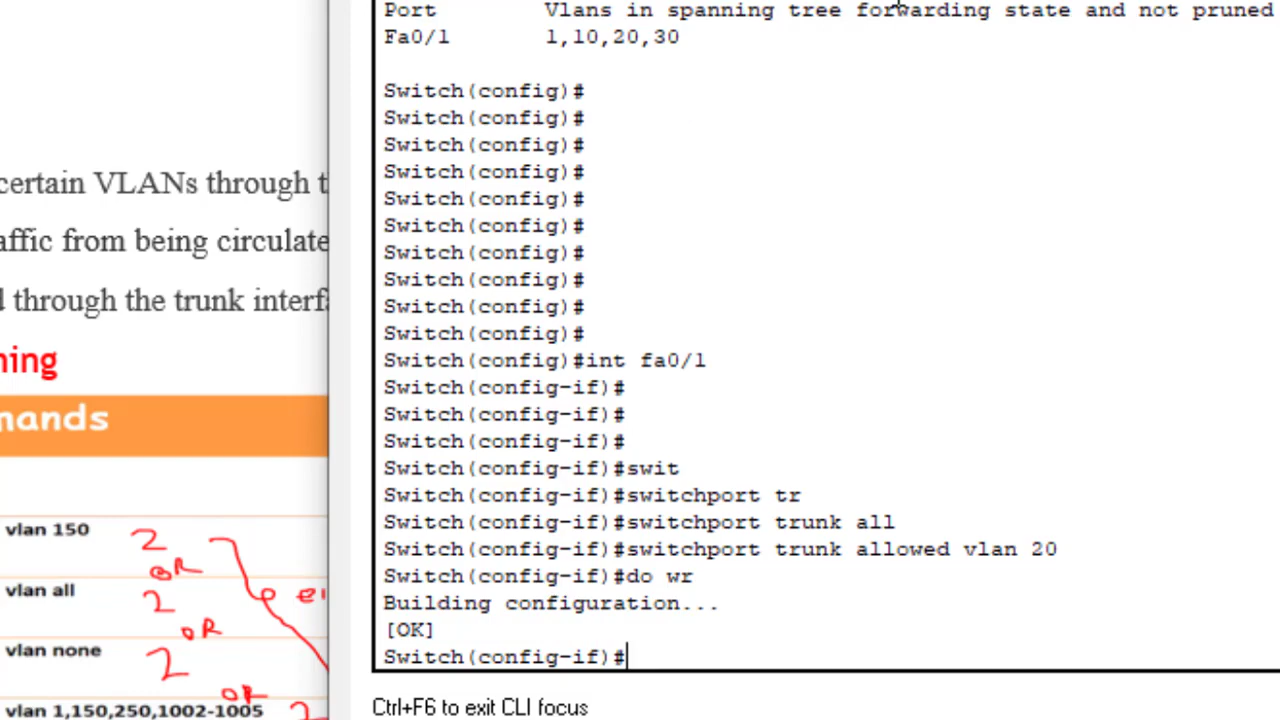 certain VLANs through t
affic from being circulate
d through the trunk interf
ning
mands
vlan 150 2
OR
vlan all 2 e
OR
vlan none 2
OR
vlan 1,150,250,1002-1005 2
Port Vlans in spanning tree forwarding state and not pruned
Fa0/1 1,10,20,30
Switch(config)#
Switch(config)#
Switch(config)#
Switch(config)#
Switch(config)#
Switch(config)#
Switch(config)#
Switch(config)#
Switch(config)#
Switch(config)#
Switch(config)#int fa0/1
Switch(config-if)#
Switch(config-if)#
Switch(config-if)#
Switch(config-if)#swit
Switch(config-if)#switchport tr
Switch(config-if)#switchport trunk all
Switch(config-if)#switchport trunk allowed vlan 20
Switch(config-if)#do wr
Building configuration...
[OK]
Switch(config-if)#
Ctrl+F6 to exit CLI focus